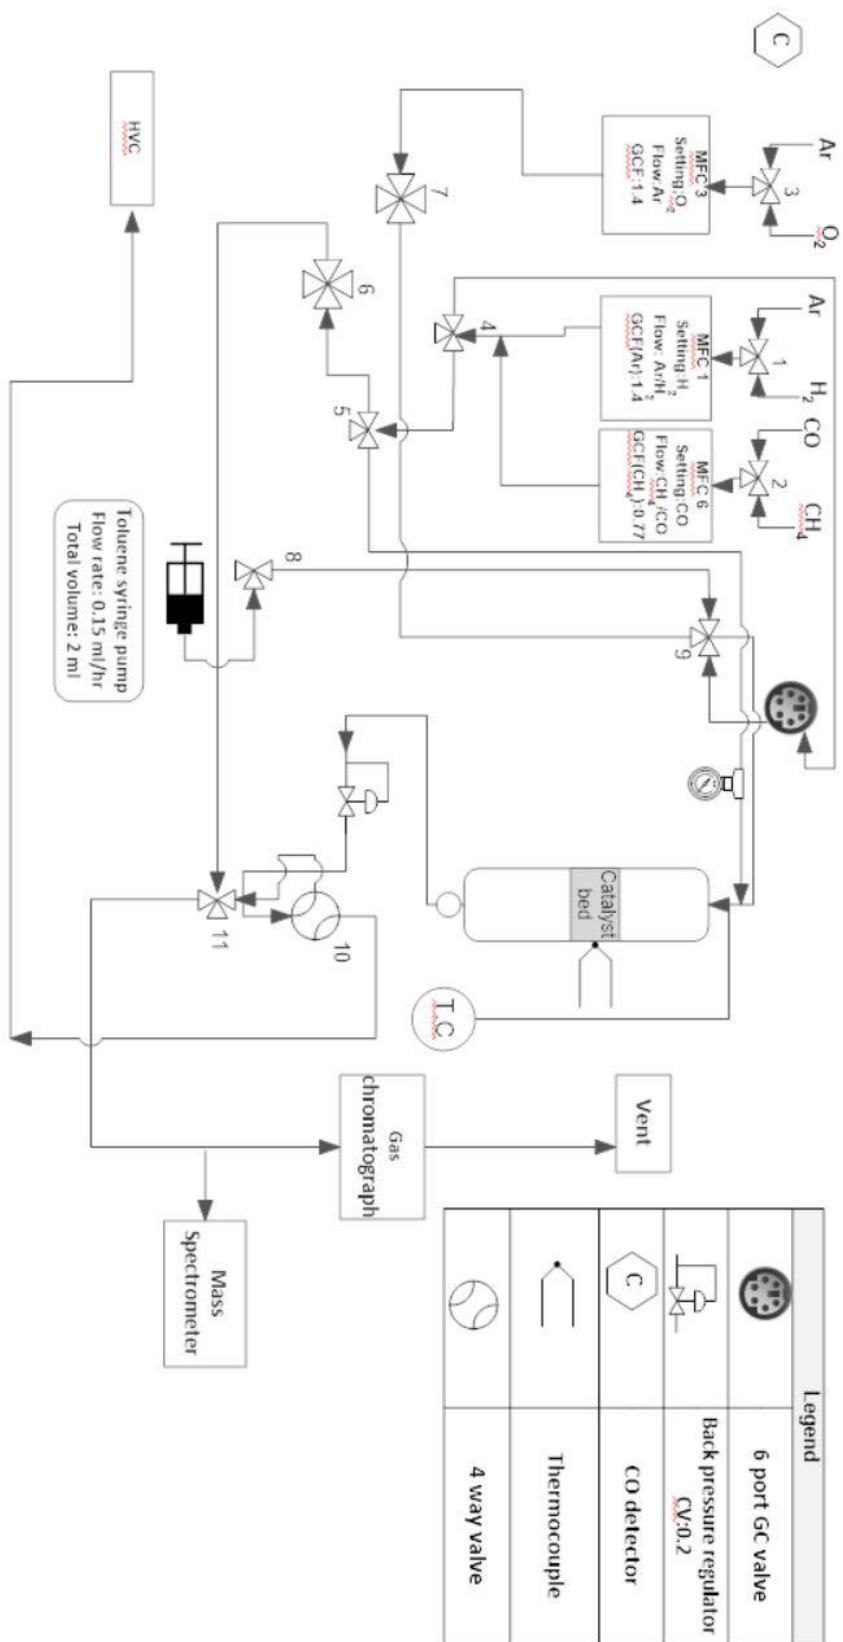 C
Ar
O2
3
MFC 3
Setting:O2
Flow:Ar
GCF:1.4
Ar
H2
1
MFC 1
Setting:H2
Flow: Ar/H2
GCF(Ar):1.4
CO
CH4
2
MFC 6
Setting:CO
Flow:CH4/CO
GCF(CH4):0.77
7
4
6
5
HVC
8
9
Toluene syringe pump
Flow rate: 0.15 ml/hr
Total volume: 2 ml
Catalyst
bed
T.C
10
11
Vent
Gas
chromatograph
Mass
Spectrometer
Legend
6 port GC valve
Back pressure regulator
CV:0.2
C
CO detector
Thermocouple
4 way valve